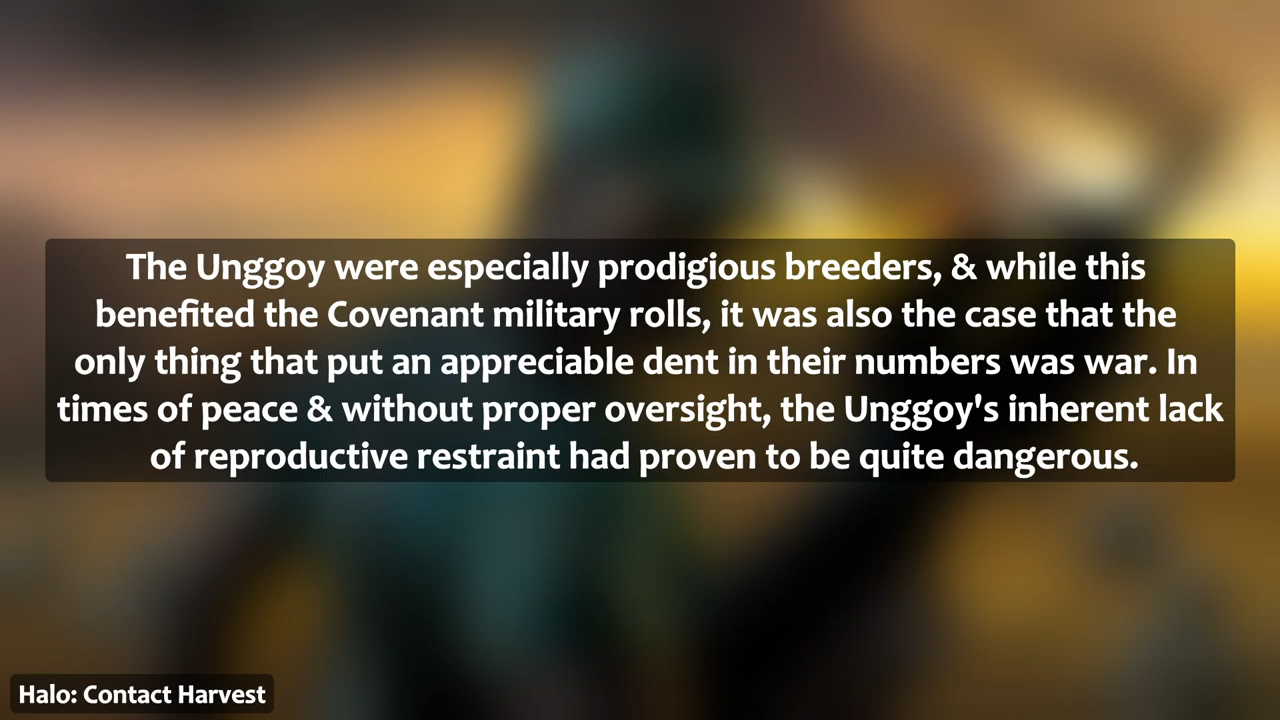 The Unggoy were especially prodigious breeders, & while this
benefited the Covenant military rolls, it was also the case that the
only thing that put an appreciable dent in their numbers was war. In
times of peace & without proper oversight, the Unggoy's inherent lack
of reproductive restraint had proven to be quite dangerous.
Halo: Contact Harvest